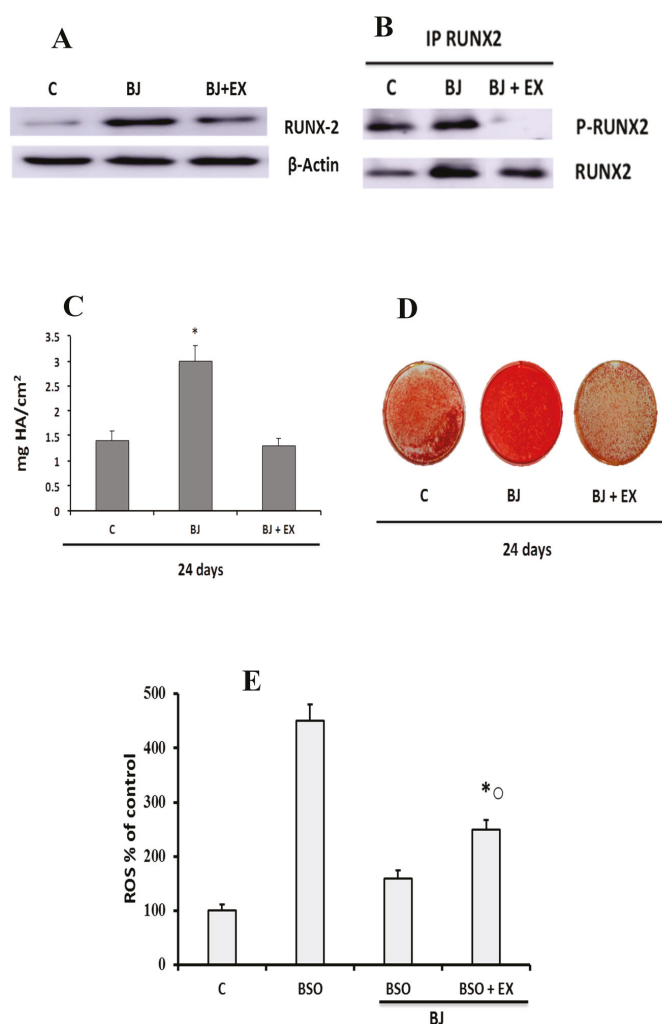 A
C BJ BJ+EX
RUNX-2
β-Actin
B
IP RUNX2
C BJ BJ + EX
P-RUNX2
RUNX2
C
mg HA/cm²
3.5
3
2.5
2
1.5
1
0.5
0
*
C BJ BJ + EX
24 days
D
C BJ BJ + EX
24 days
E
ROS % of control
500
400
300
200
100
0
*○
C BSO BSO BSO + EX
BJ